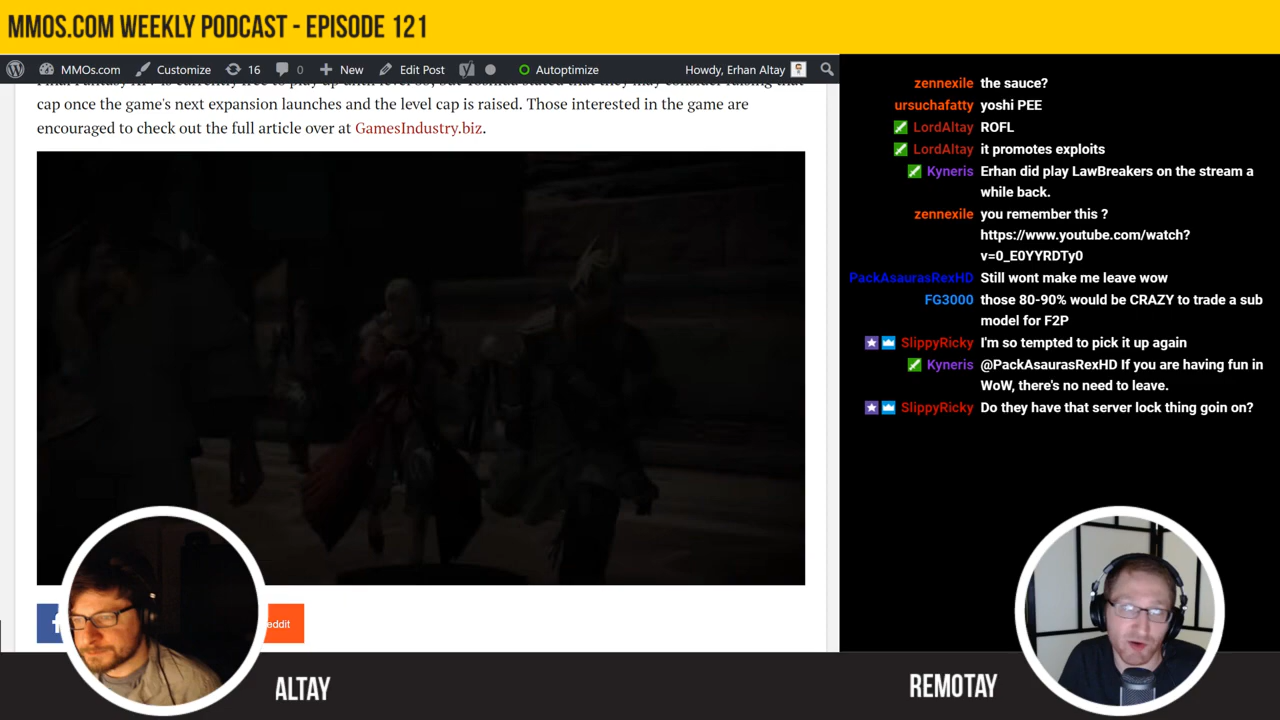 MMOS.COM WEEKLY PODCAST - EPISODE 121
MMOs.com Customize 16 0 New Edit Post Autoptimize Howdy, Erhan Altay
cap once the game's next expansion launches and the level cap is raised. Those interested in the game are
encouraged to check out the full article over at GamesIndustry.biz.
zennexile the sauce?
ursuchafatty yoshi PEE
LordAltay ROFL
LordAltay it promotes exploits
Kyneris Erhan did play LawBreakers on the stream a
while back.
zennexile you remember this ?
https://www.youtube.com/watch?
v=0_E0YYRDTy0
PackAsaurasRexHD Still wont make me leave wow
FG3000 those 80-90% would be CRAZY to trade a sub
model for F2P
SlippyRicky I'm so tempted to pick it up again
Kyneris @PackAsaurasRexHD If you are having fun in
WoW, there's no need to leave.
SlippyRicky Do they have that server lock thing goin on?
eddit
ALTAY
REMOTAY